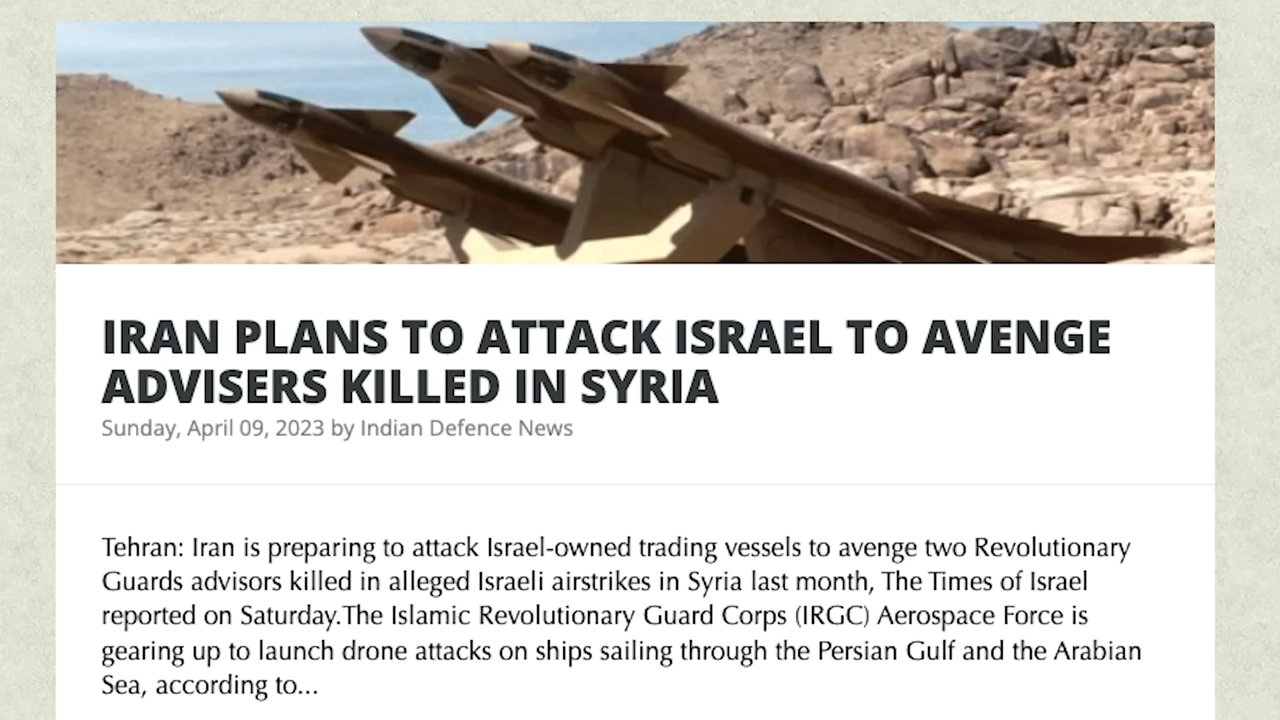 IRAN PLANS TO ATTACK ISRAEL TO AVENGE
ADVISERS KILLED IN SYRIA
Sunday, April 09, 2023 by Indian Defence News
Tehran: Iran is preparing to attack Israel-owned trading vessels to avenge two Revolutionary
Guards advisors killed in alleged Israeli airstrikes in Syria last month, The Times of Israel
reported on Saturday.The Islamic Revolutionary Guard Corps (IRGC) Aerospace Force is
gearing up to launch drone attacks on ships sailing through the Persian Gulf and the Arabian
Sea, according to...